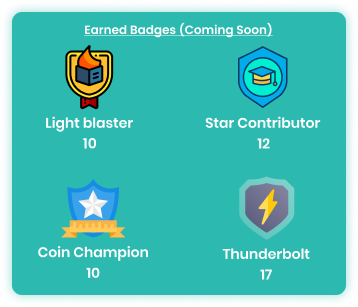 Earned Badges (Coming Soon)
Light blaster
10
Star Contributor
12
Coin Champion
10
Thunderbolt
17